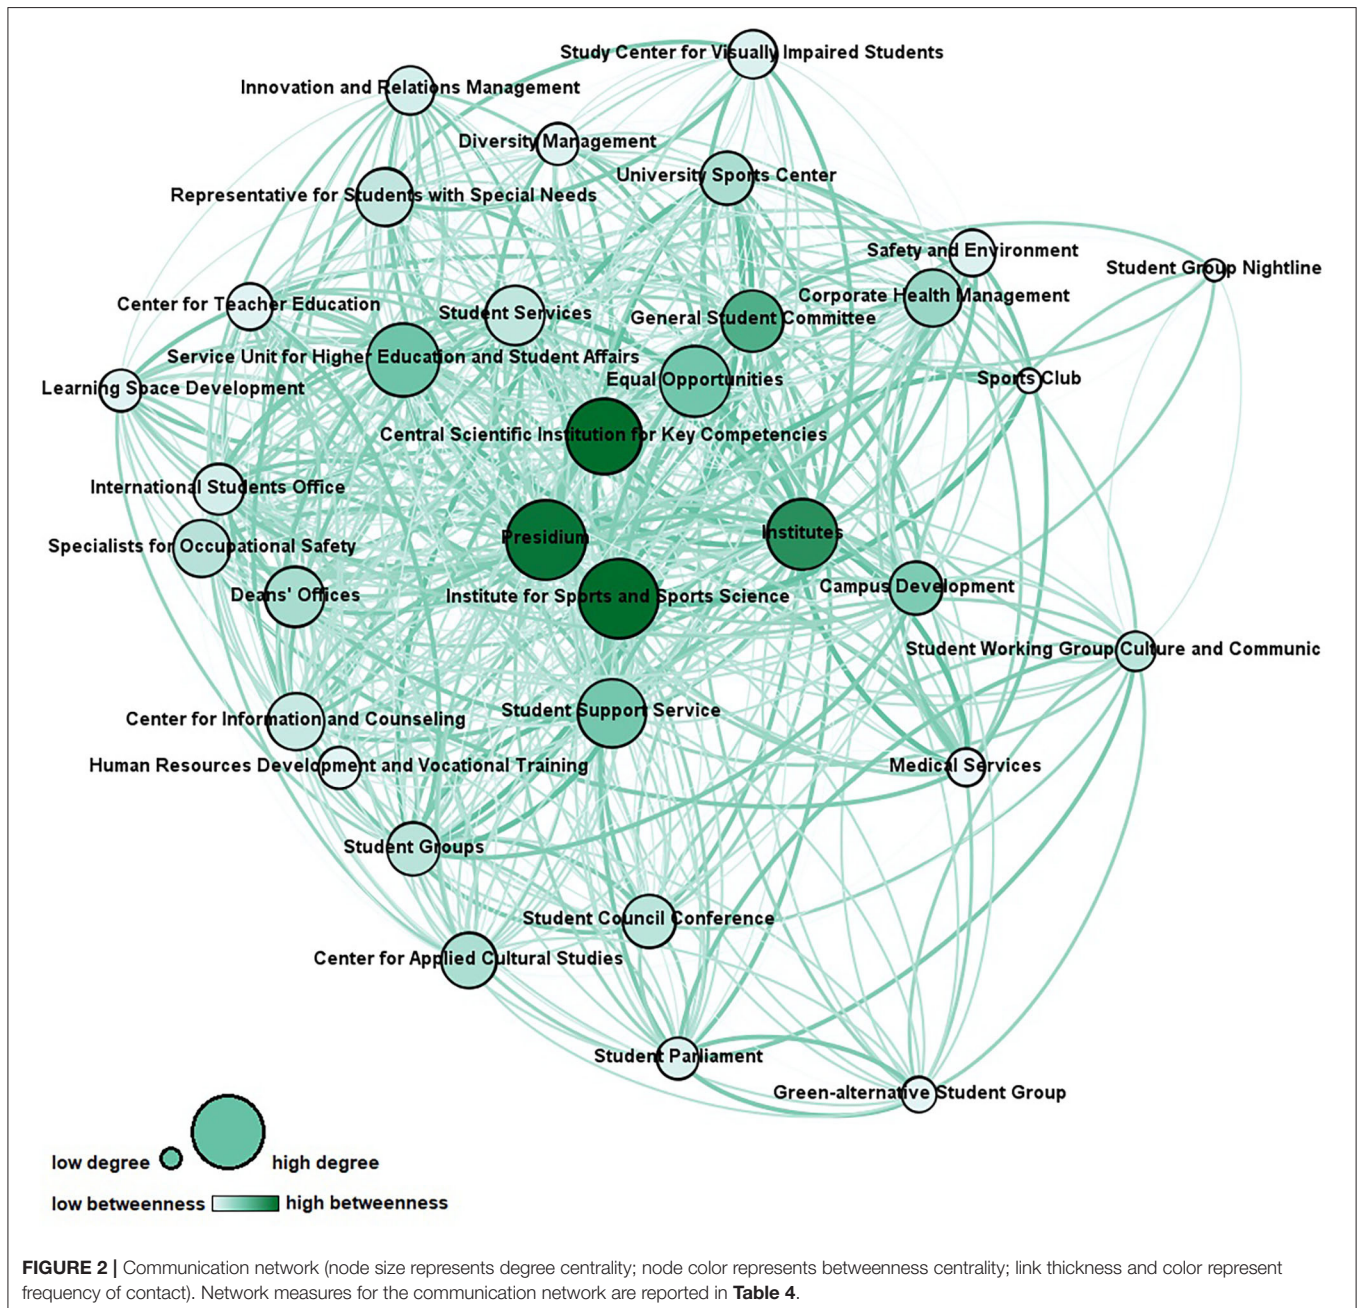 Study Center for Visually Impaired Students
Innovation and Relations Management
Diversity Management
University Sports Center
Representative for Students with Special Needs
Safety and Environment
Student Group Nightline
Corporate Health Management
Center for Teacher Education
Student Services
General Student Committee
Service Unit for Higher Education and Student Affairs
Equal Opportunities
Sports Club
Learning Space Development
Central Scientific Institution for Key Competencies
International Students Office
Presidium
Institutes
Specialists for Occupational Safety
Campus Development
Deans' Offices
Institute for Sports and Sports Science
Student Working Group Culture and Communic
Student Support Service
Center for Information and Counseling
Human Resources Development and Vocational Training
Medical Services
Student Groups
Student Council Conference
Center for Applied Cultural Studies
Student Parliament
Green-alternative Student Group
low degree
high degree
low betweenness
high betweenness
FIGURE 2 | Communication network (node size represents degree centrality; node color represents betweenness centrality; link thickness and color represent
frequency of contact). Network measures for the communication network are reported in Table 4.